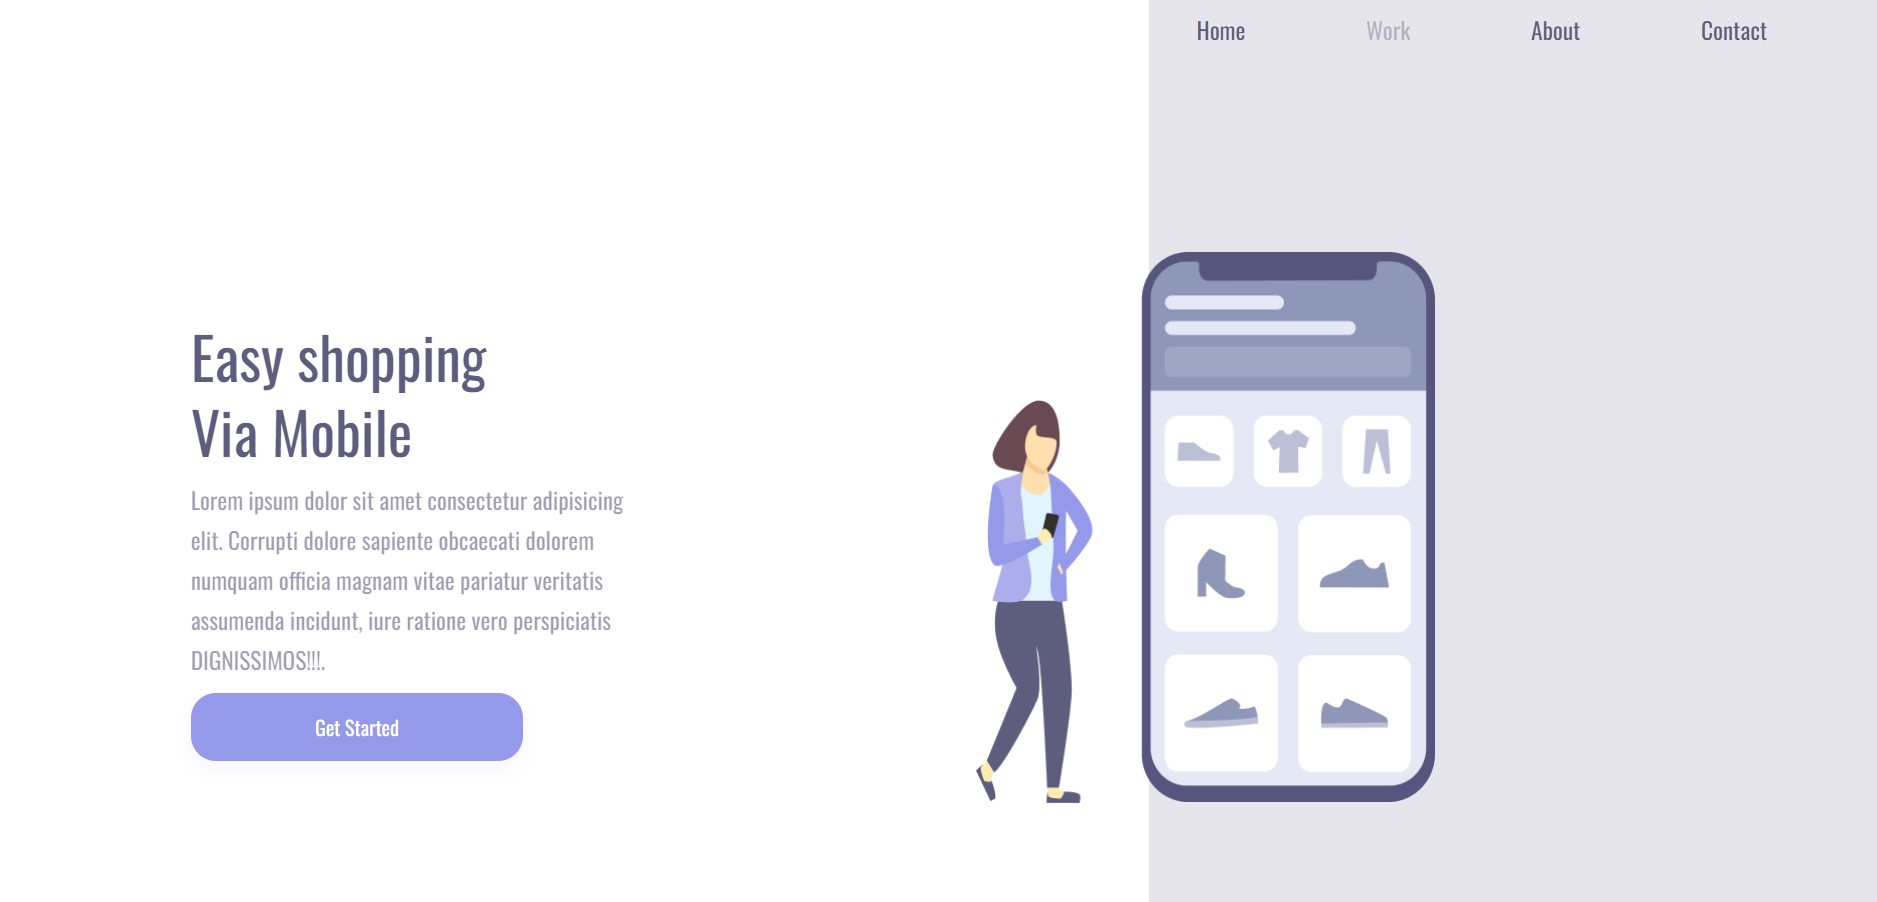 Home Work About Contact
Easy shopping
Via Mobile
Lorem ipsum dolor sit amet consectetur adipisicing
elit. Corrupti dolore sapiente obcaecati dolorem
numquam officia magnam vitae pariatur veritatis
assumenda incidunt, iure ratione vero perspiciatis
DIGNISSIMOS!!!.
Get Started